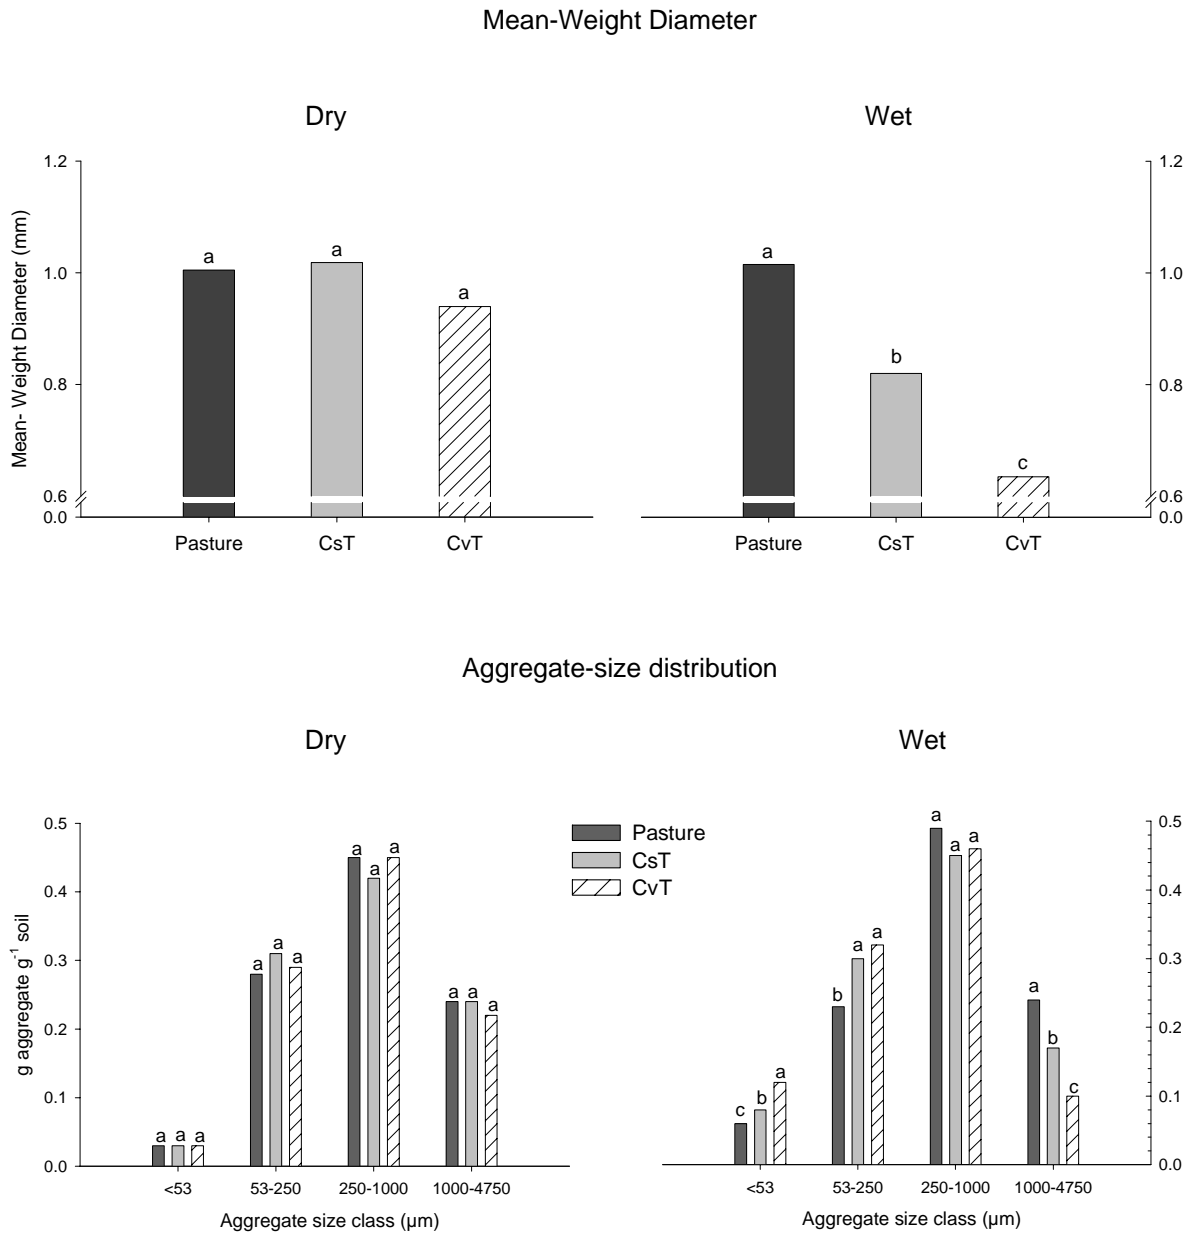 Mean-Weight Diameter
Dry
Wet
Mean- Weight Diameter (mm)
1.2
1.0
0.8
0.6
0.0
a
a
a
Pasture
CsT
CvT
a
b
c
Pasture
CsT
CvT
1.2
1.0
0.8
0.6
0.0
Aggregate-size distribution
Dry
Wet
Pasture
CsT
CvT
g aggregate g⁻¹ soil
0.5
0.4
0.3
0.2
0.1
0.0
a a a
a a a
a a a
a a a
<53 53-250 250-1000 1000-4750
Aggregate size class (µm)
c b a
b a a
a a a
a b c
0.5
0.4
0.3
0.2
0.1
0.0
<53 53-250 250-1000 1000-4750
Aggregate size class (µm)